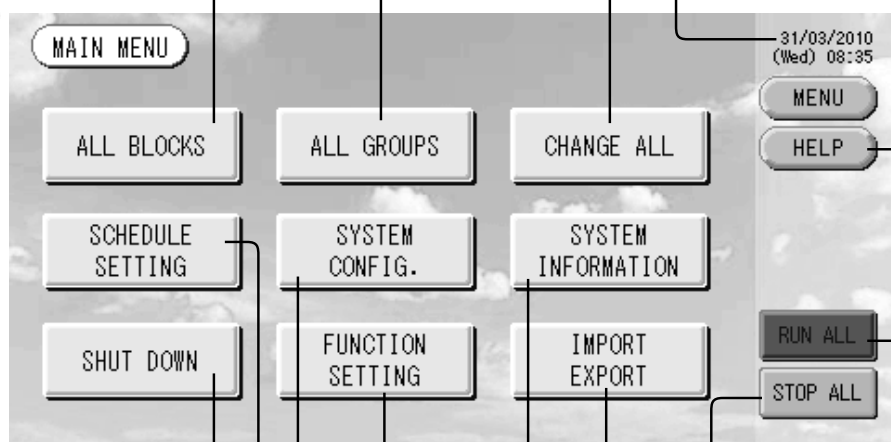 MAIN MENU
31/03/2010
(Wed) 08:35
MENU
HELP
ALL BLOCKS
ALL GROUPS
CHANGE ALL
SCHEDULE
SETTING
SYSTEM
CONFIG.
SYSTEM
INFORMATION
SHUT DOWN
FUNCTION
SETTING
IMPORT
EXPORT
RUN ALL
STOP ALL